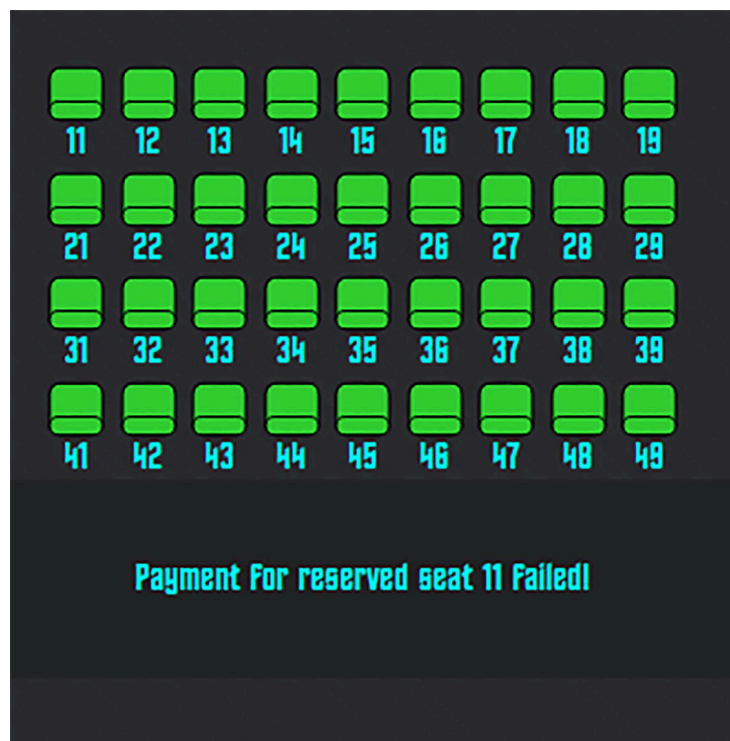 11 12 13 14 15 16 17 18 19
21 22 23 24 25 26 27 28 29
31 32 33 34 35 36 37 38 39
41 42 43 44 45 46 47 48 49
Payment for reserved seat 11 Failed!